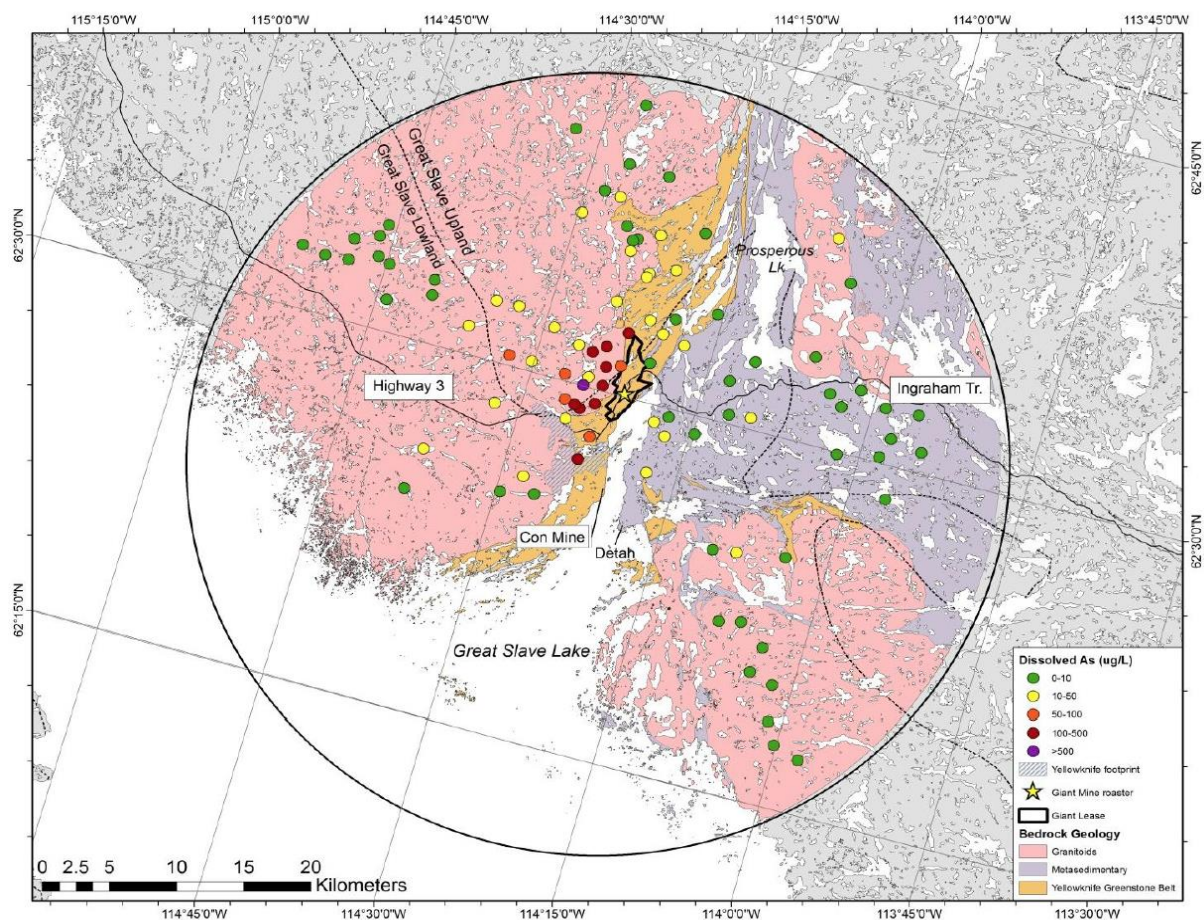 115°15'0"W
115°0'0"W
114°45'0"W
114°30'0"W
114°15'0"W
114°0'0"W
113°45'0"W
62°45'0"N
62°30'0"N
Great Slave Upland
Great Slave Lowland
Prosperous
Lk
Highway 3
Ingraham Tr.
Con Mine
Detah
62°30'0"N
62°15'0"N
Great Slave Lake
Dissolved As (ug/L)
0-10
10-50
50-100
100-500
>500
Yellowknife footprint
Giant Mine roaster
Giant Lease
Bedrock Geology
Granitoids
Metasedimentary
Yellowknife Greenstone Belt
0 2.5 5 10 15 20
Kilometers
114°45'0"W
114°30'0"W
114°15'0"W
114°0'0"W
113°45'0"W
113°30'0"W